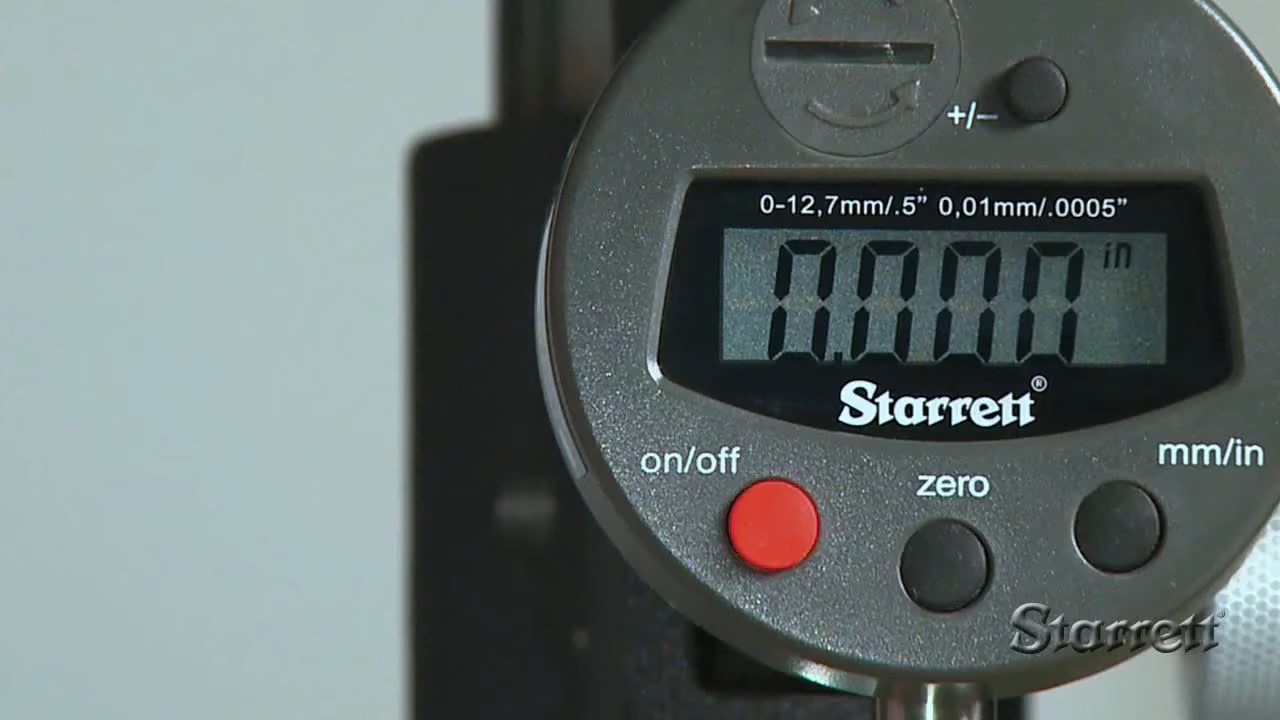 +/–
0-12,7mm/.5” 0,01mm/.0005”
0.000 in
Starrett®
on/off
zero
mm/in
Starrett®